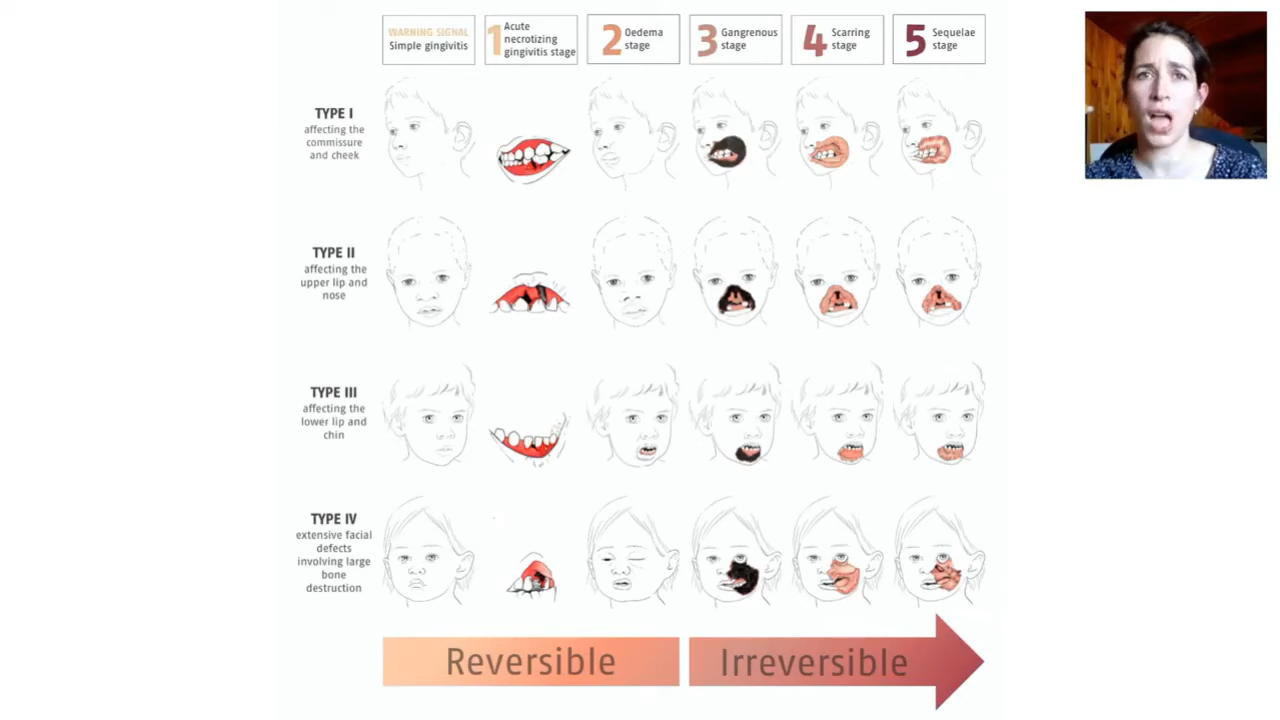 WARNING SIGNAL
Simple gingivitis
1
Acute
necrotizing
gingivitis stage
2
Oedema
stage
3
Gangrenous
stage
4
Scarring
stage
5
Sequelae
stage
TYPE I
affecting the
commissure
and cheek
TYPE II
affecting the
upper lip and
nose
TYPE III
affecting the
lower lip and
chin
TYPE IV
extensive facial
defects
involving large
bone
destruction
Reversible
Irreversible